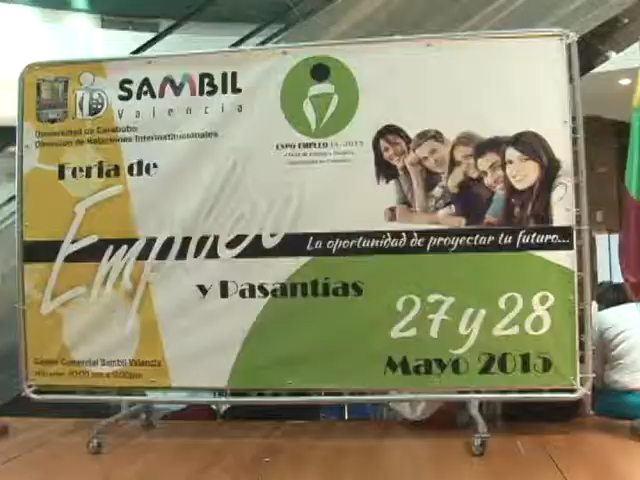 SAMBIL
Valencia
Universidad de Carabobo
Dirección de Relaciones Interinstitucionales
EXPO EMPLEO
Feria de
Empleo
La oportunidad de proyectar tu futuro...
y Pasantias
27 y 28
Mayo 2015
Centro Comercial Sambil Valencia